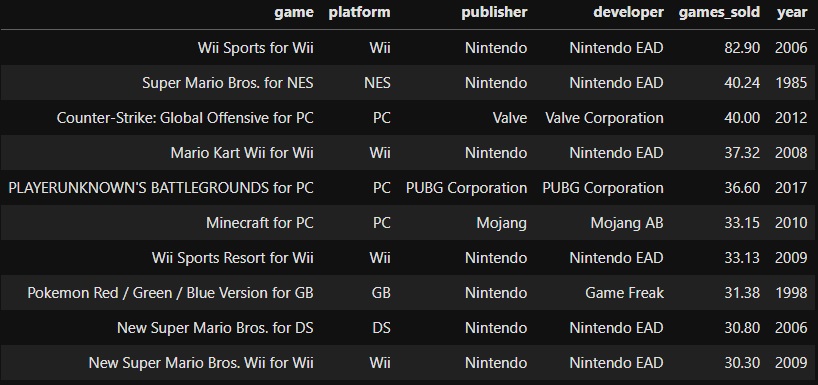 game platform publisher developer games_sold year
Wii Sports for Wii Wii Nintendo Nintendo EAD 82.90 2006
Super Mario Bros. for NES NES Nintendo Nintendo EAD 40.24 1985
Counter-Strike: Global Offensive for PC PC Valve Valve Corporation 40.00 2012
Mario Kart Wii for Wii Wii Nintendo Nintendo EAD 37.32 2008
PLAYERUNKNOWN'S BATTLEGROUNDS for PC PC PUBG Corporation PUBG Corporation 36.60 2017
Minecraft for PC PC Mojang Mojang AB 33.15 2010
Wii Sports Resort for Wii Wii Nintendo Nintendo EAD 33.13 2009
Pokemon Red / Green / Blue Version for GB GB Nintendo Game Freak 31.38 1998
New Super Mario Bros. for DS DS Nintendo Nintendo EAD 30.80 2006
New Super Mario Bros. Wii for Wii Wii Nintendo Nintendo EAD 30.30 2009